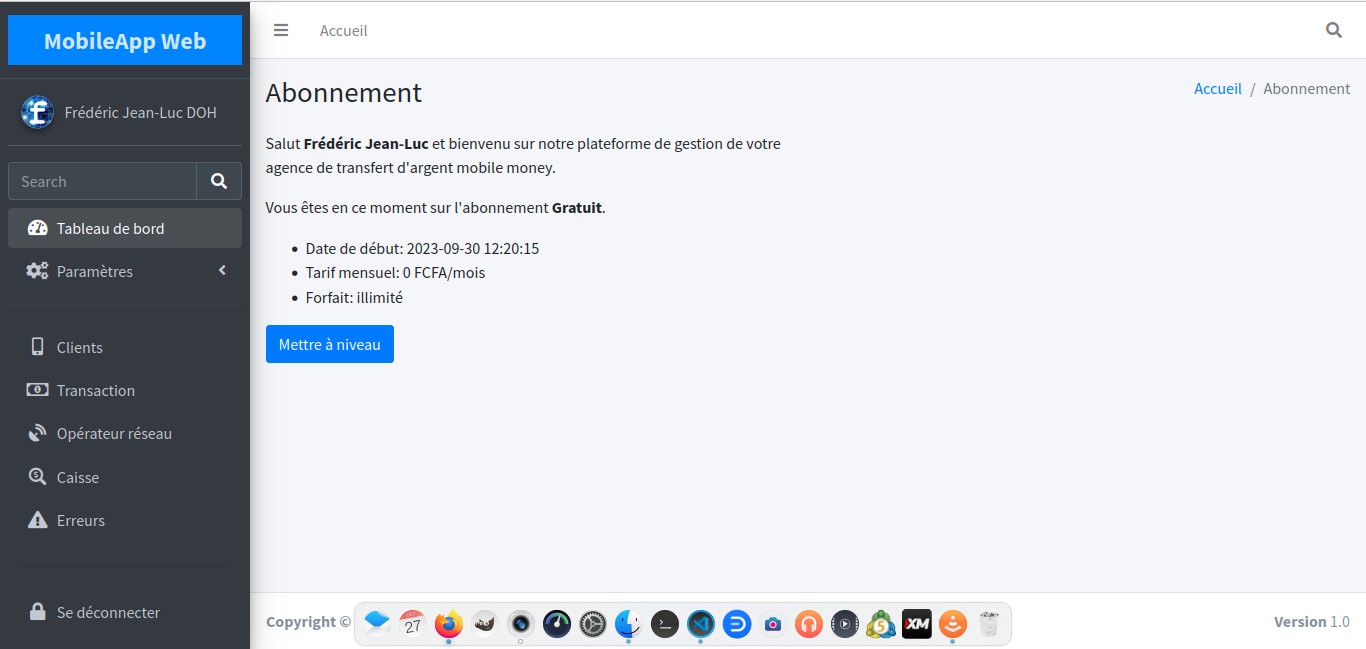 MobileApp Web
Frédéric Jean-Luc DOH
Search
Tableau de bord
Paramètres
Clients
Transaction
Opérateur réseau
Caisse
Erreurs
Se déconnecter
Accueil
Abonnement
Accueil / Abonnement
Salut Frédéric Jean-Luc et bienvenu sur notre plateforme de gestion de votre
agence de transfert d'argent mobile money.
Vous êtes en ce moment sur l'abonnement Gratuit.
• Date de début: 2023-09-30 12:20:15
• Tarif mensuel: 0 FCFA/mois
• Forfait: illimité
Mettre à niveau
Copyright ©
27
XM
Version 1.0